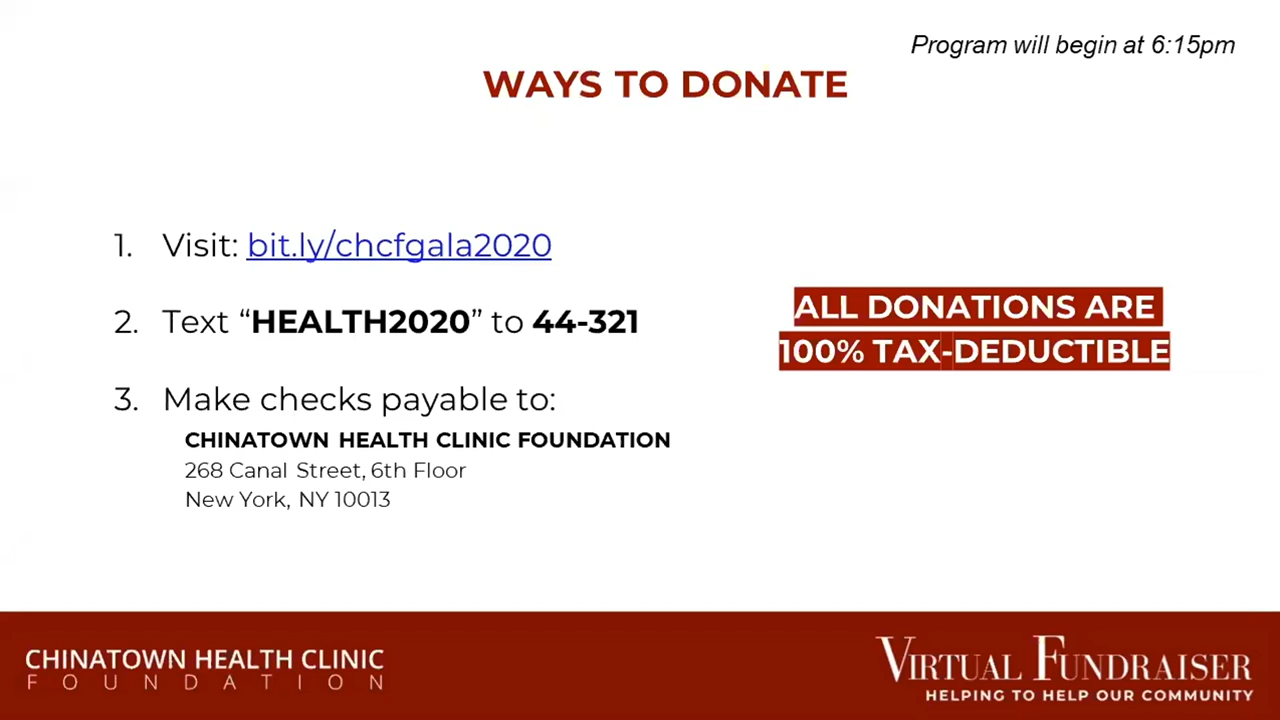 Program will begin at 6:15pm
WAYS TO DONATE
1. Visit: bit.ly/chcfgala2020
2. Text “HEALTH2020” to 44-321
3. Make checks payable to:
CHINATOWN HEALTH CLINIC FOUNDATION
268 Canal Street, 6th Floor
New York, NY 10013
ALL DONATIONS ARE
100% TAX-DEDUCTIBLE
CHINATOWN HEALTH CLINIC
FOUNDATION
VIRTUAL FUNDRAISER
HELPING TO HELP OUR COMMUNITY